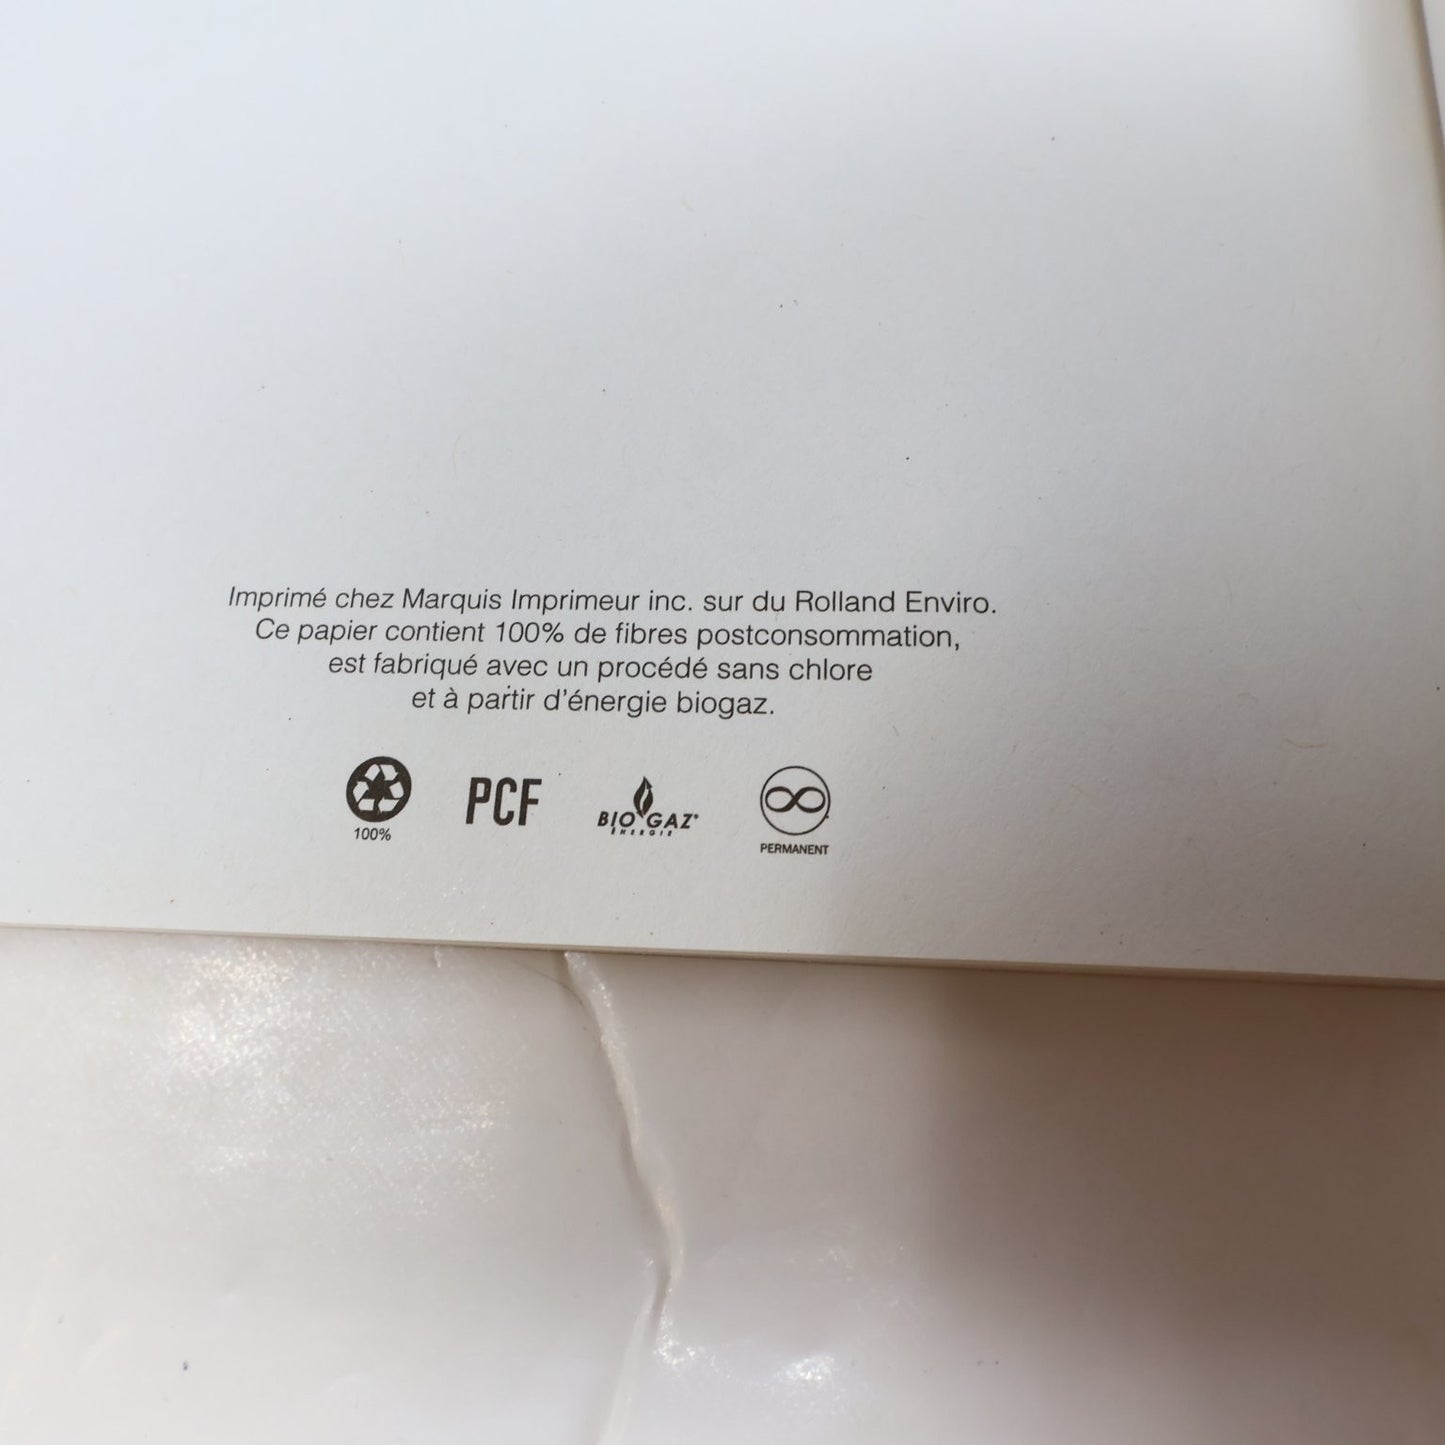 Imprimé chez Marquis Imprimeur inc. sur du Rolland Enviro.
Ce papier contient 100% de fibres postconsommation,
est fabriqué avec un procédé sans chlore
et à partir d'énergie biogaz.
100%
PCF
BIOGAZ®
ÉNERGIE
PERMANENT